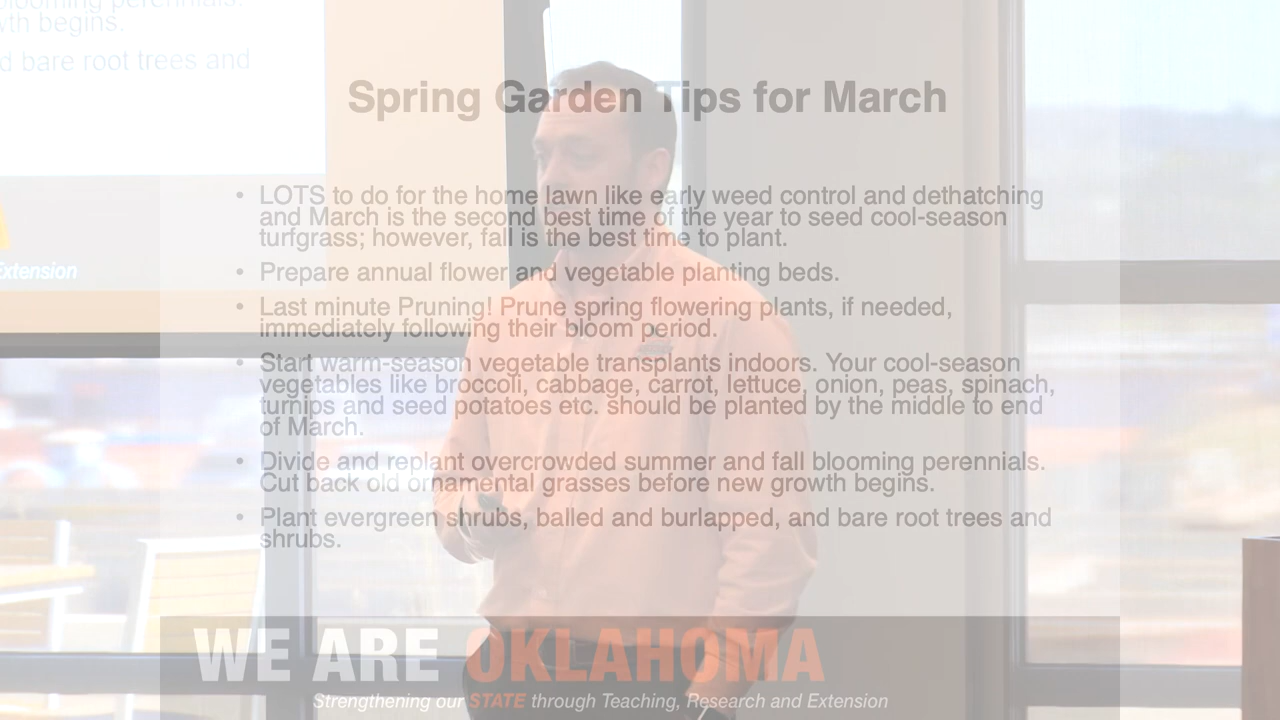 blooming perennials.
wth begins.
d bare root trees and
Spring Garden Tips for March
• LOTS to do for the home lawn like early weed control and dethatching
and March is the second best time of the year to seed cool-season
turfgrass; however, fall is the best time to plant.
• Prepare annual flower and vegetable planting beds.
Extension
• Last minute Pruning! Prune spring flowering plants, if needed,
immediately following their bloom period.
• Start warm-season vegetable transplants indoors. Your cool-season
vegetables like broccoli, cabbage, carrot, lettuce, onion, peas, spinach,
turnips and seed potatoes etc. should be planted by the middle to end
of March.
• Divide and replant overcrowded summer and fall blooming perennials.
Cut back old ornamental grasses before new growth begins.
• Plant evergreen shrubs, balled and burlapped, and bare root trees and
shrubs.
WE ARE OKLAHOMA
Strengthening our STATE through Teaching, Research and Extension